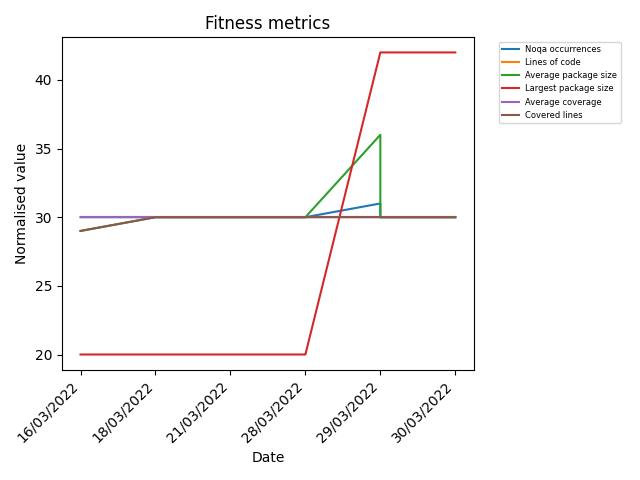 Fitness metrics
Noqa occurrences
Lines of code
Average package size
Largest package size
Average coverage
Covered lines
Normalised value
40
35
30
25
20
16/03/2022
18/03/2022
21/03/2022
28/03/2022
29/03/2022
30/03/2022
Date